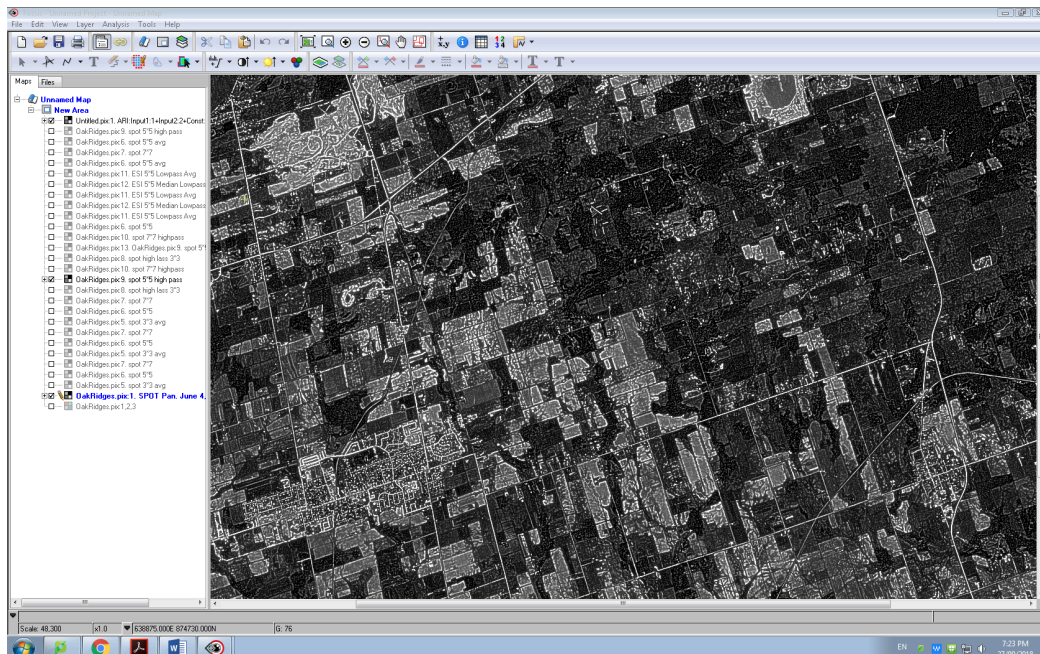 File Edit View Layer Analysis Tools Help
Maps Files
Unnamed Map
New Area
Untitled.pix:1. ARI:Input1:1+Input2:2+Const
OakRidges.pix:9. spot 5"5 high pass
OakRidges.pix:6. spot 5"5 avg
OakRidges.pix:7. spot 7"7
OakRidges.pix:6. spot 5"5 avg
OakRidges.pix:11. ESI 5"5 Lowpass Avg
OakRidges.pix:12. ESI 5"5 Median Lowpass
OakRidges.pix:11. ESI 5"5 Lowpass Avg
OakRidges.pix:12. ESI 5"5 Median Lowpass
OakRidges.pix:11. ESI 5"5 Lowpass Avg
OakRidges.pix:6. spot 5"5
OakRidges.pix:10. spot 7"7 highpass
OakRidges.pix:13. OakRidges.pix:9. spot 5"5
OakRidges.pix:8. spot high lass 3"3
OakRidges.pix:10. spot 7"7 highpass
OakRidges.pix:9. spot 5"5 high pass
OakRidges.pix:8. spot high lass 3"3
OakRidges.pix:7. spot 7"7
OakRidges.pix:6. spot 5"5
OakRidges.pix:5. spot 3"3 avg
OakRidges.pix:7. spot 7"7
OakRidges.pix:6. spot 5"5
OakRidges.pix:5. spot 3"3 avg
OakRidges.pix:7. spot 7"7
OakRidges.pix:6. spot 5"5
OakRidges.pix:5. spot 3"3 avg
OakRidges.pix:1. SPOT Pan, June 4,
OakRidges.pix:1,2,3
Scale: 48,300 x1.0 638875.000E 874730.000N G: 76
EN 7:23 PM
27/09/2018